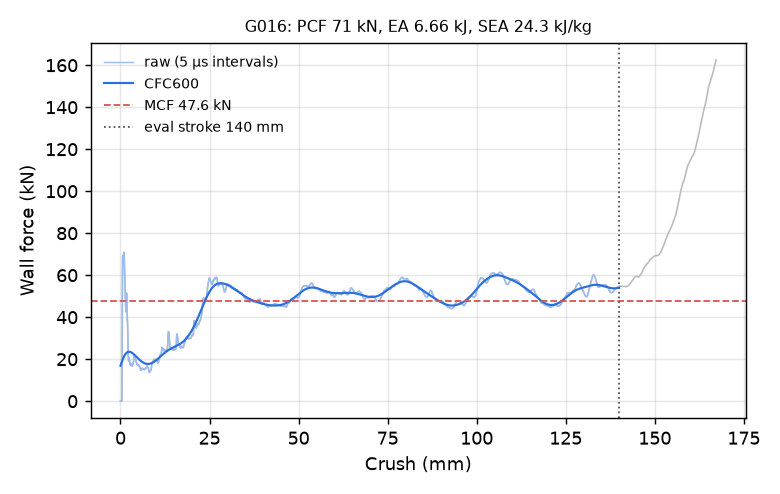 G016: PCF 71 kN, EA 6.66 kJ, SEA 24.3 kJ/kg
raw (5 µs intervals)
CFC600
MCF 47.6 kN
eval stroke 140 mm
Wall force (kN)
160
140
120
100
80
60
40
20
0
0 25 50 75 100 125 150 175
Crush (mm)